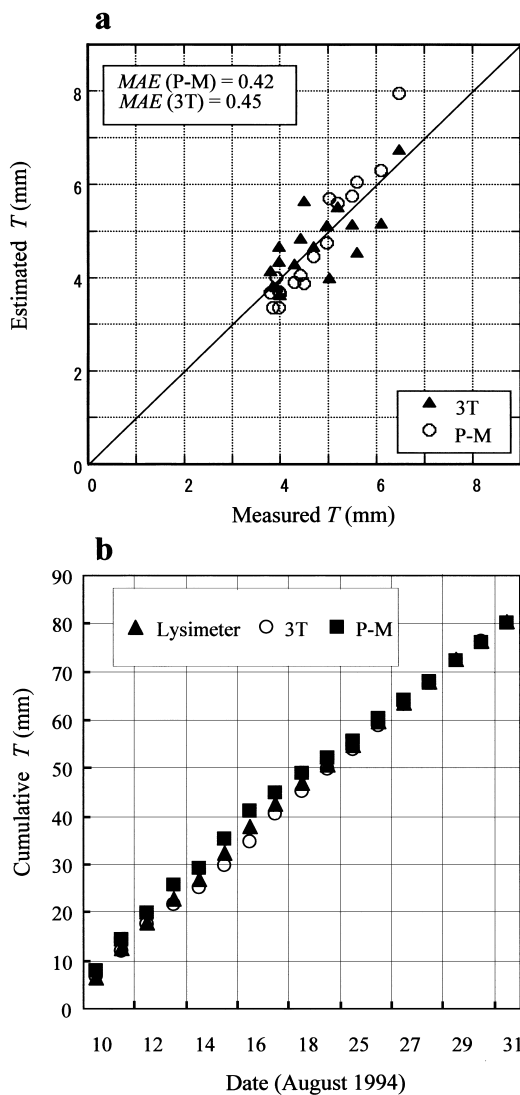 a
MAE (P-M) = 0.42
MAE (3T) = 0.45
8
6
4
2
0
Estimated T (mm)
3T
P-M
0 2 4 6 8
Measured T (mm)
b
90
80
70
60
50
40
30
20
10
0
Lysimeter 3T P-M
Cumulative T (mm)
10 12 14 16 18 25 27 29 31
Date (August 1994)